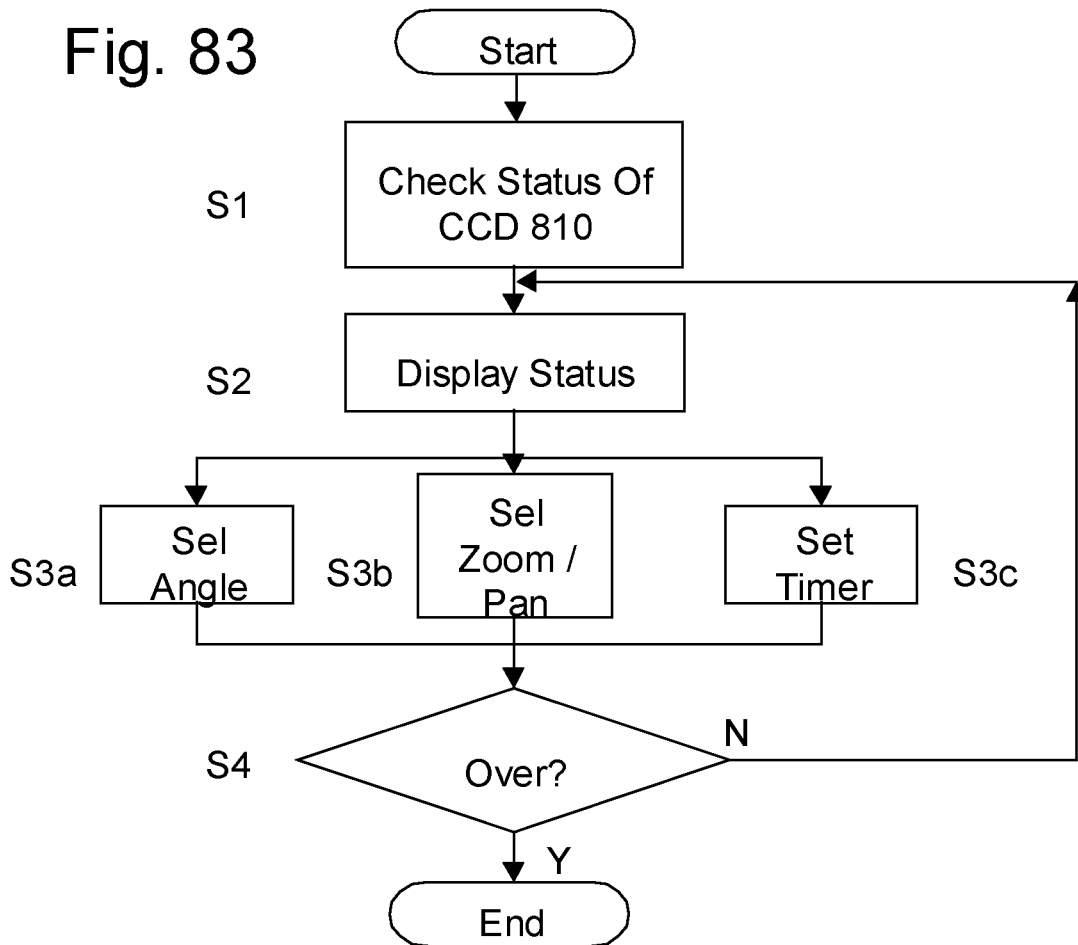 Fig. 83
Start
S1
Check Status Of
CCD 810
S2
Display Status
S3a
Sel
Angle
S3b
Sel
Zoom /
Pan
Set
Timer
S3c
S4
Over?
N
Y
End